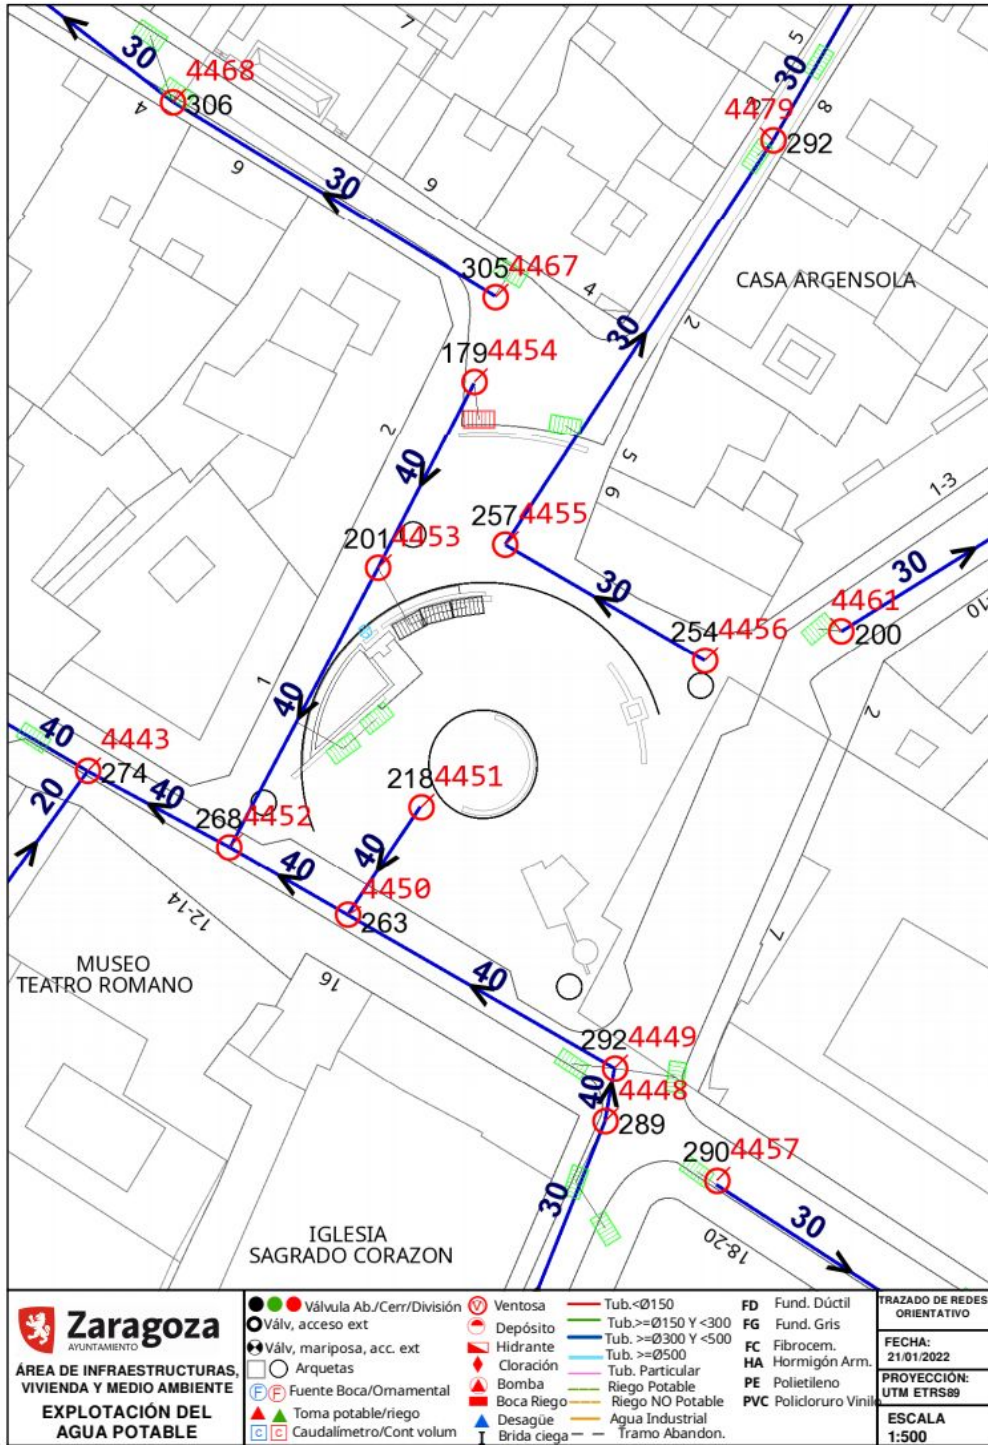 7
5
30
30
4468
3
8
4479
306
4
292
6
30
9
305 4467
4
CASA ARGENSOLA
2
30
179 4454
2
5
40
1-3
6
257 4455
201 4453
30
30
4461
10
254 4456
200
1
2
40
40
4443
274
218 4451
20
40
268 4452
40
40
4450
12-14
263
7
MUSEO
TEATRO ROMANO
16
40
292 4449
4448
40
289
290 4457
30
30
18-20
IGLESIA
SAGRADO CORAZON
Zaragoza
AYUNTAMIENTO
ÁREA DE INFRAESTRUCTURAS,
VIVIENDA Y MEDIO AMBIENTE
EXPLOTACIÓN DEL
AGUA POTABLE
Válvula Ab./Cerr/División
Válv, acceso ext
Válv, mariposa, acc. ext
Arquetas
F F Fuente Boca/Ornamental
Toma potable/riego
C C Caudalímetro/Cont volum
V Ventosa
Depósito
Hidrante
Cloración
Bomba
Boca Riego
Desagüe
Brida ciega
Tub.<Ø150
Tub.>=Ø150 Y <300
Tub. >=Ø300 Y <500
Tub. >=Ø500
Tub. Particular
Riego Potable
Riego NO Potable
Agua Industrial
Tramo Abandon.
FD Fund. Dúctil
FG Fund. Gris
FC Fibrocem.
HA Hormigón Arm.
PE Polietileno
PVC Policloruro Vinilo
TRAZADO DE REDES
ORIENTATIVO
FECHA:
21/01/2022
PROYECCIÓN:
UTM ETRS89
ESCALA
1:500